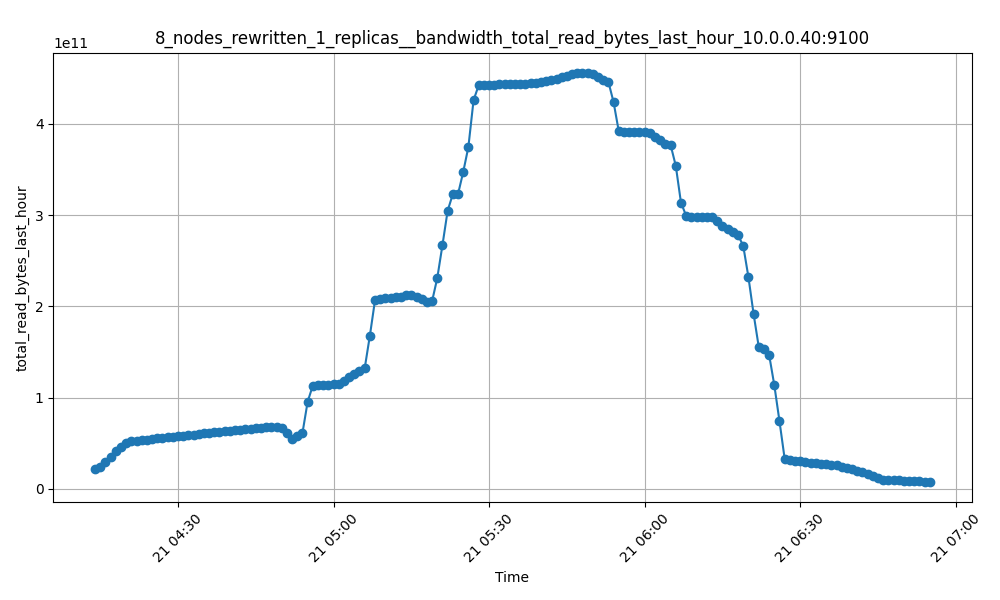 8_nodes_rewritten_1_replicas__bandwidth_total_read_bytes_last_hour_10.0.0.40:9100
1e11
total_read_bytes_last_hour
4
3
2
1
0
21 04:30
21 05:00
21 05:30
21 06:00
21 06:30
21 07:00
Time